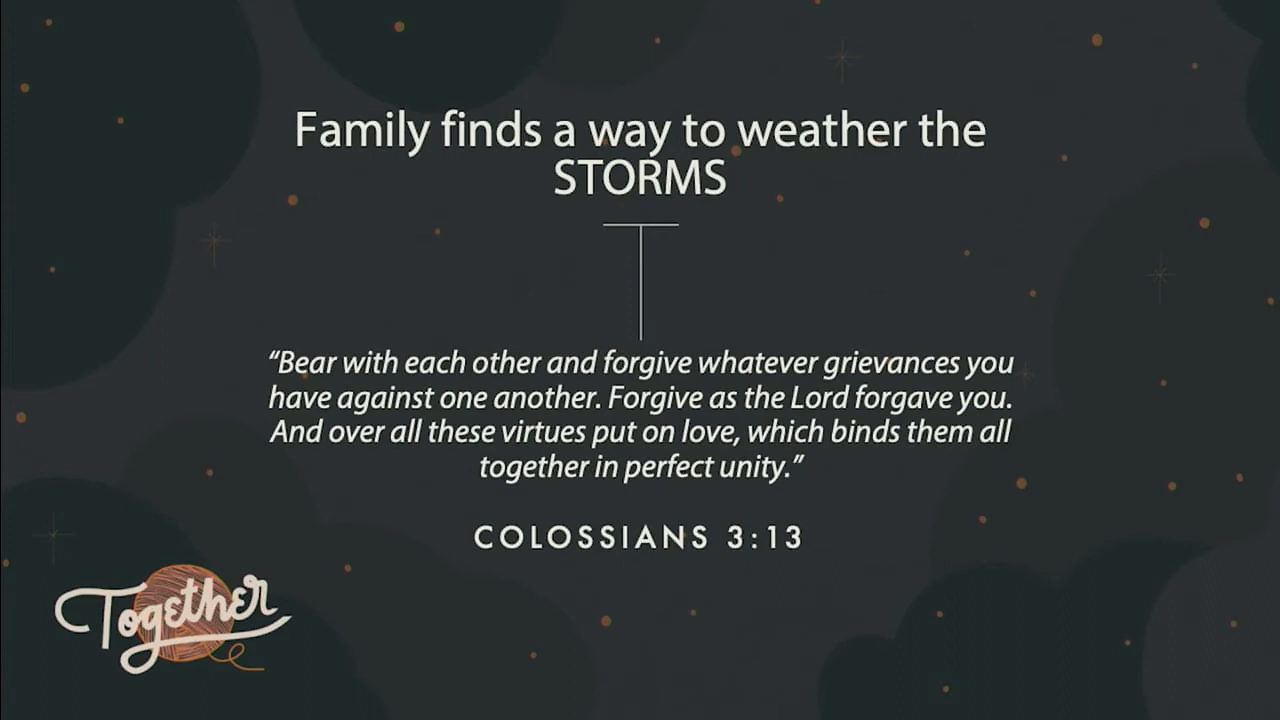 Family finds a way to weather the
STORMS
“Bear with each other and forgive whatever grievances you
have against one another. Forgive as the Lord forgave you.
And over all these virtues put on love, which binds them all
together in perfect unity.”
COLOSSIANS 3:13
Together